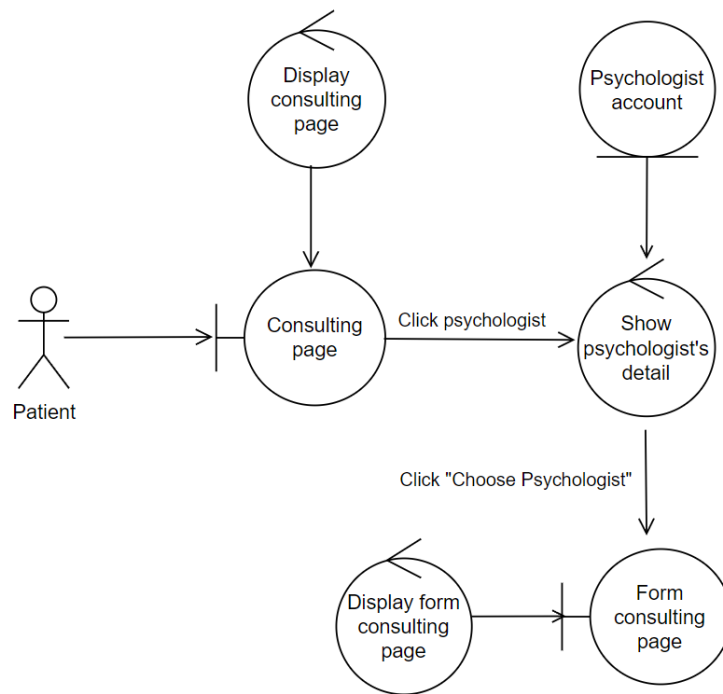 Display
consulting
page
Psychologist
account
Patient
Consulting
page
Click psychologist
Show
psychologist's
detail
Click "Choose Psychologist"
Display form
consulting
page
Form
consulting
page